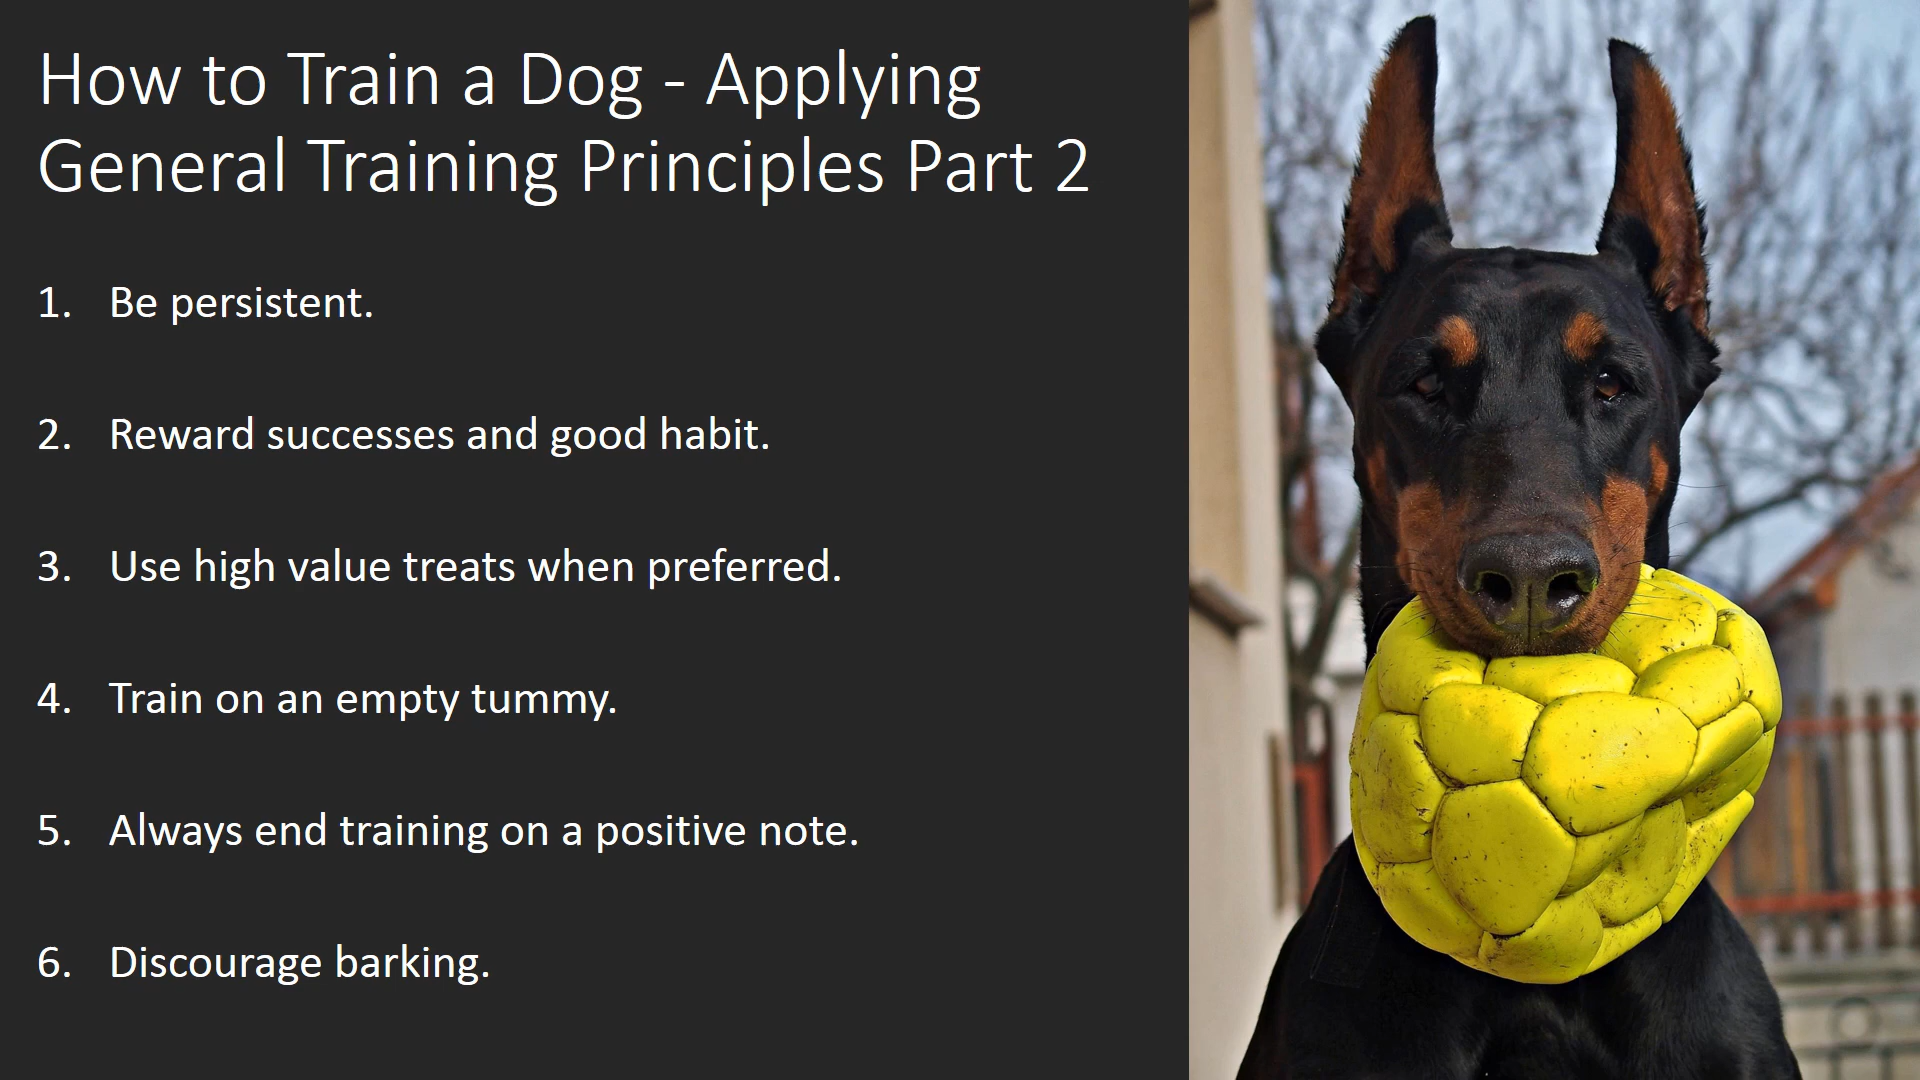 How to Train a Dog - Applying
General Training Principles Part 2
1. Be persistent.
2. Reward successes and good habit.
3. Use high value treats when preferred.
4. Train on an empty tummy.
5. Always end training on a positive note.
6. Discourage barking.